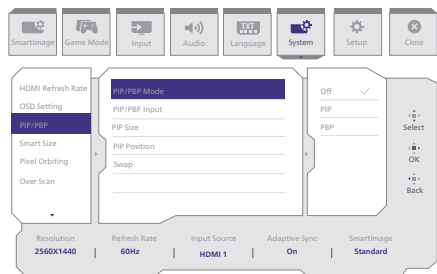 SmartImage
Game Mode
Input
Audio
TXT
Language
System
Setup
Close
HDMI Refresh Rate
OSD Setting
PIP/PBP
Smart Size
Pixel Orbiting
Over Scan
PIP/PBP Mode
PIP/PBP Input
PIP Size
PIP Position
Swap
Off
PIP
PBP
Select
OK
Back
Resolution
2560X1440
Refresh Rate
60Hz
Input Source
HDMI 1
Adaptive Sync
On
SmartImage
Standard